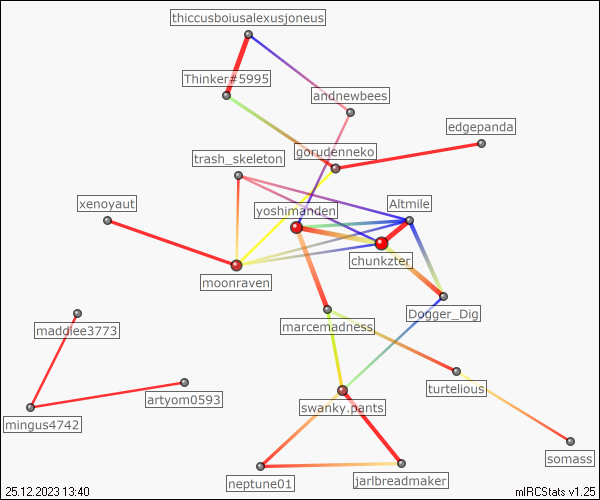 thiccusboiusalexusjoneus
Thinker#5995
andnewbees
edgepanda
gorudenneko
trash_skeleton
xenoyaut
yoshimanden
Altmile
chunkzter
moonraven
Dogger_Dig
marcemadness
maddiee3773
turtelious
artyom0593
swanky.pants
mingus4742
somass
neptune01
jarlbreadmaker
25.12.2023 13:40
mIRCStats v1.25